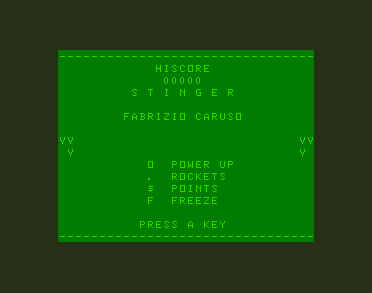 --------------------------------
HISCORE
00000
S T I N G E R
FABRIZIO CARUSO
VV VV
V V
O POWER UP
. ROCKETS
$ POINTS
F FREEZE
PRESS A KEY
--------------------------------